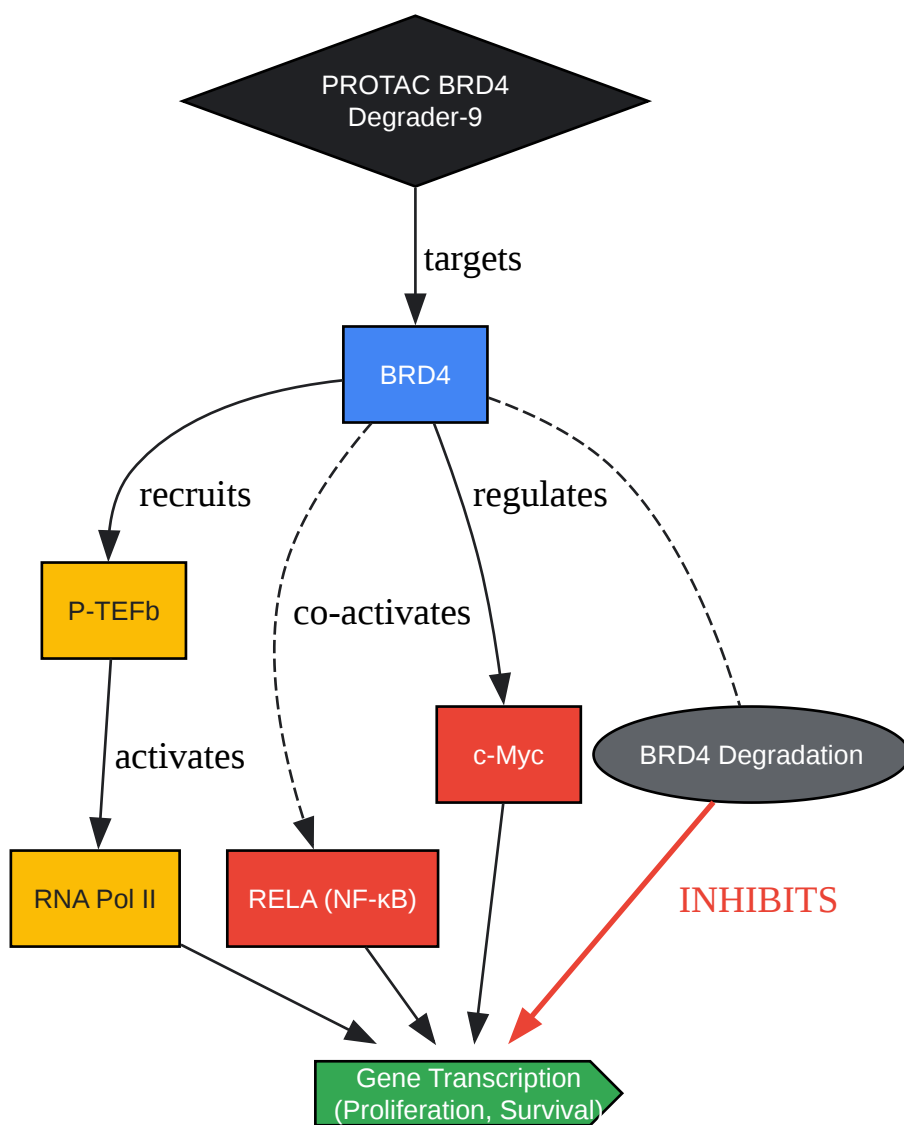 PROTAC BRD4
Degrader-9
targets
BRD4
recruits
regulates
P-TEFb
co-activates
c-Myc
BRD4 Degradation
activates
RNA Pol II
RELA (NF-κB)
INHIBITS
Gene Transcription
(Proliferation, Survival)